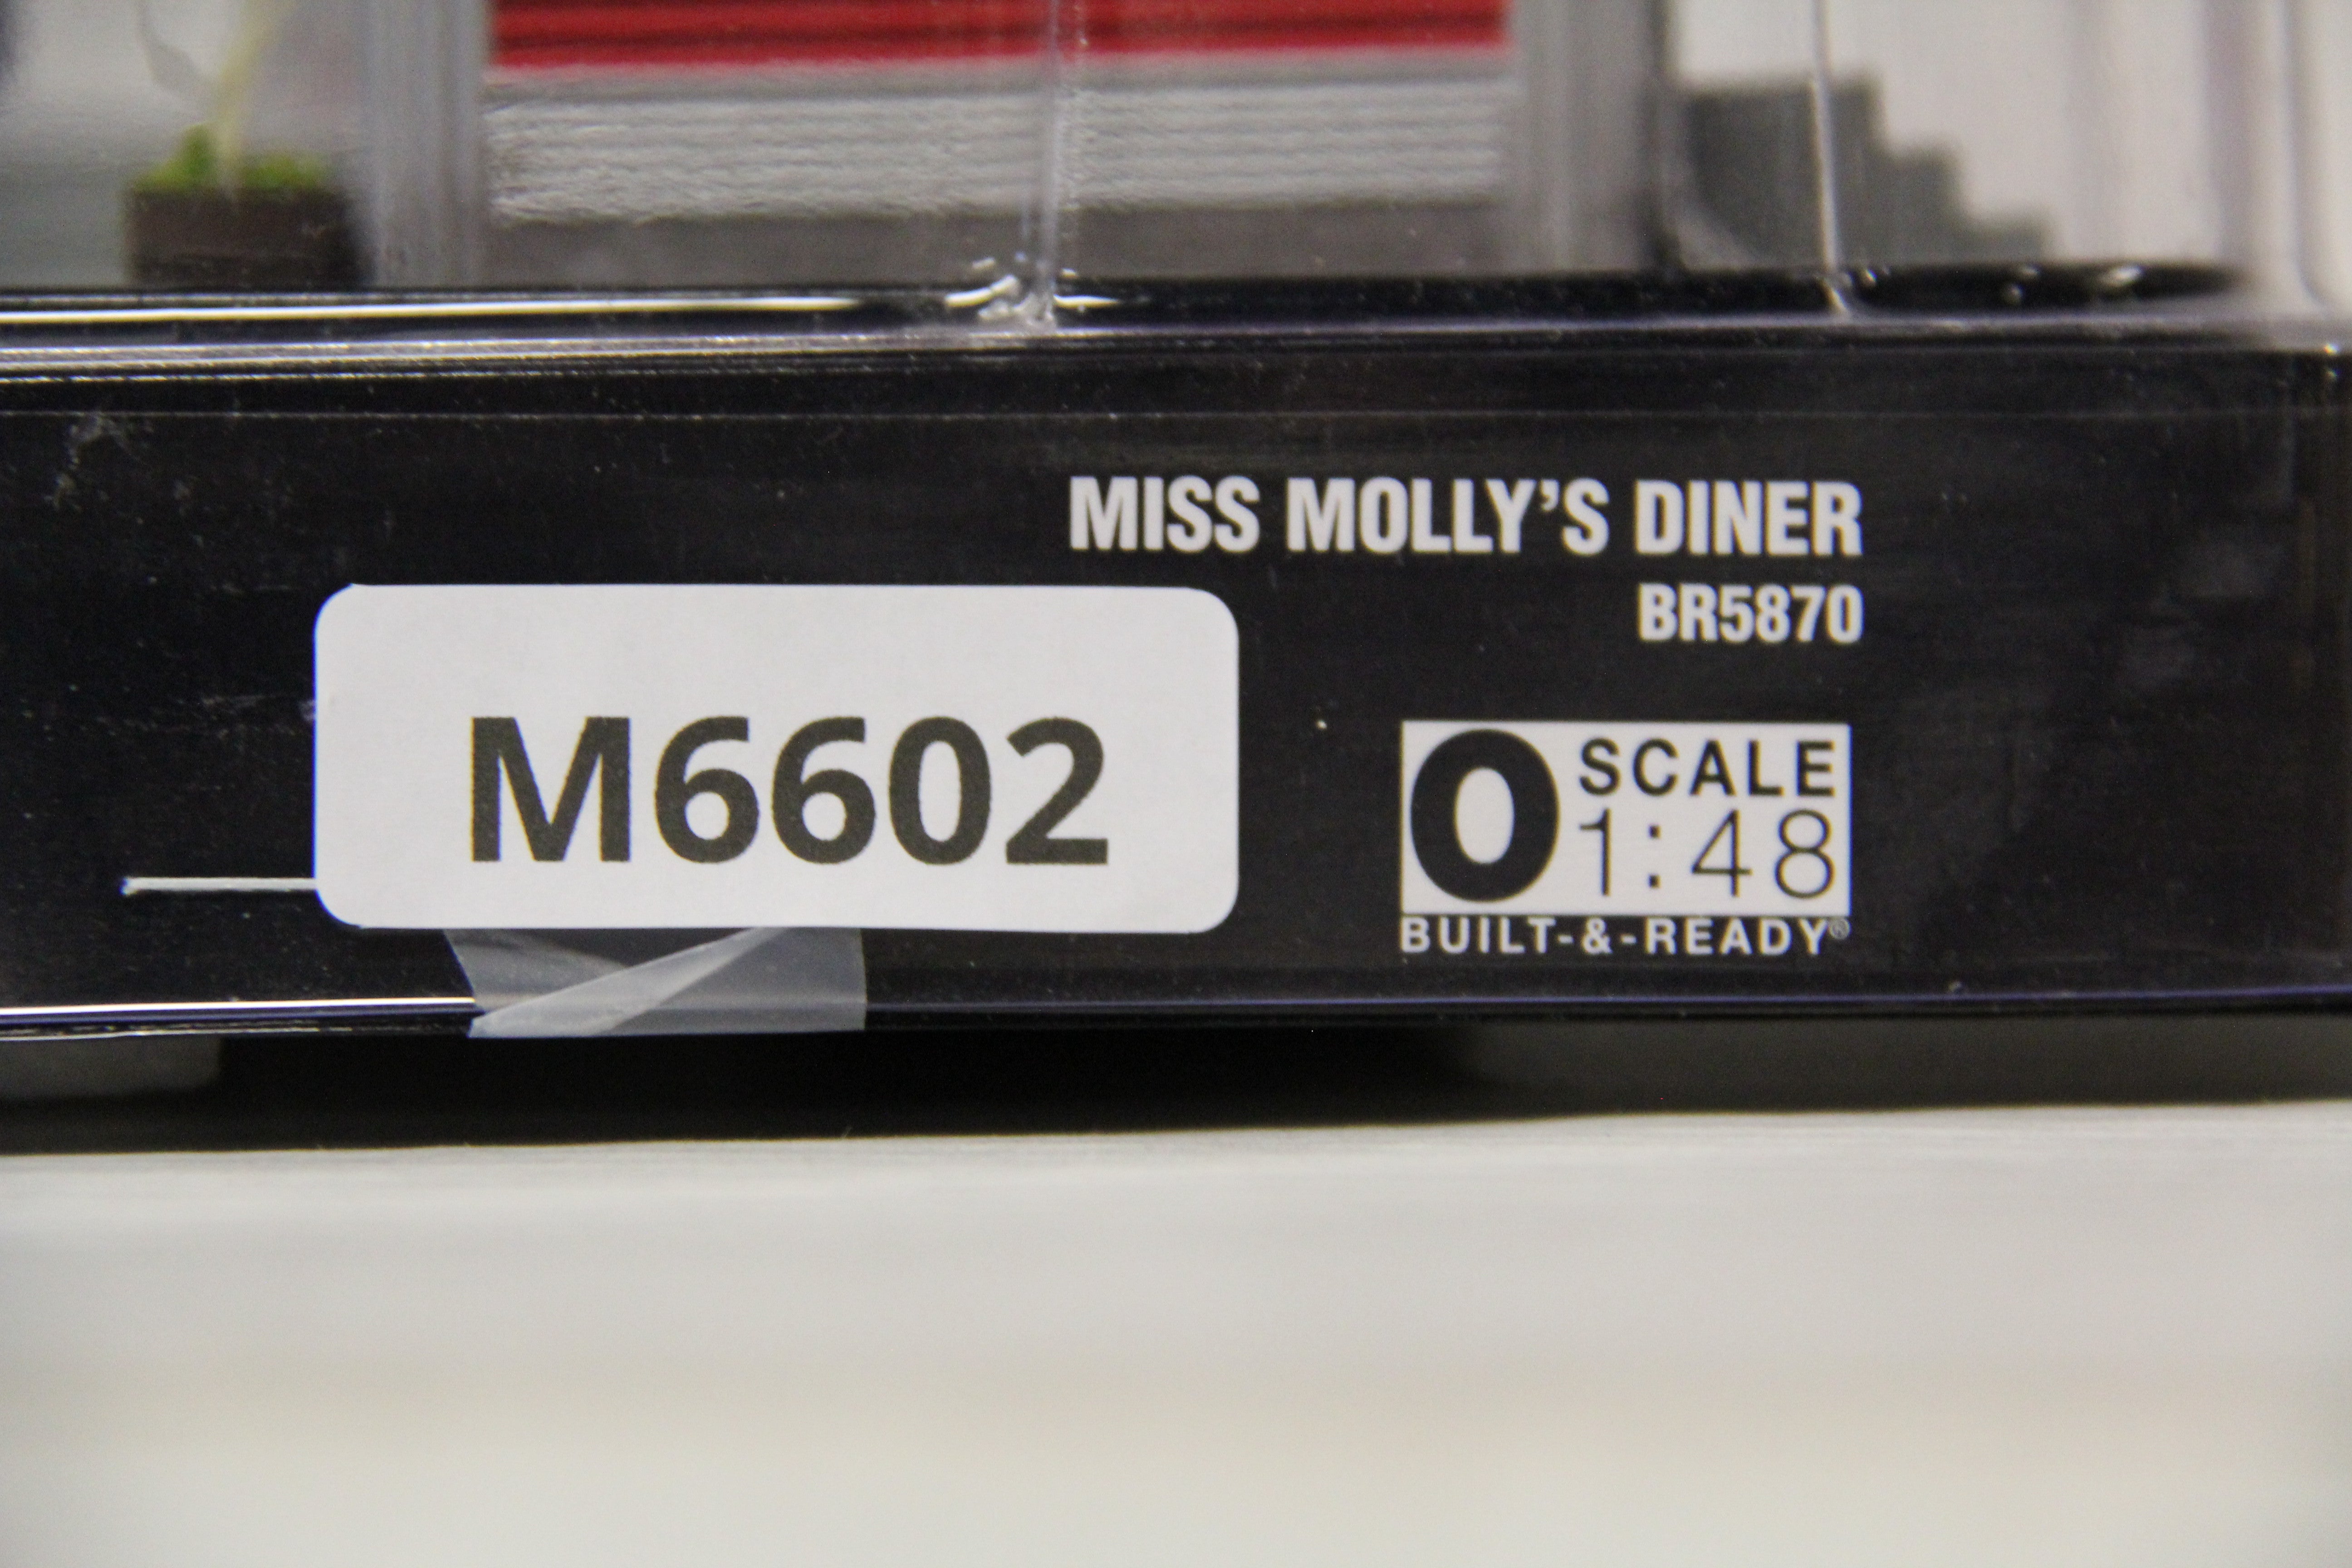 MISS MOLLY'S DINER
BR5870
M6602
O SCALE
1:48
BUILT-&-READY®